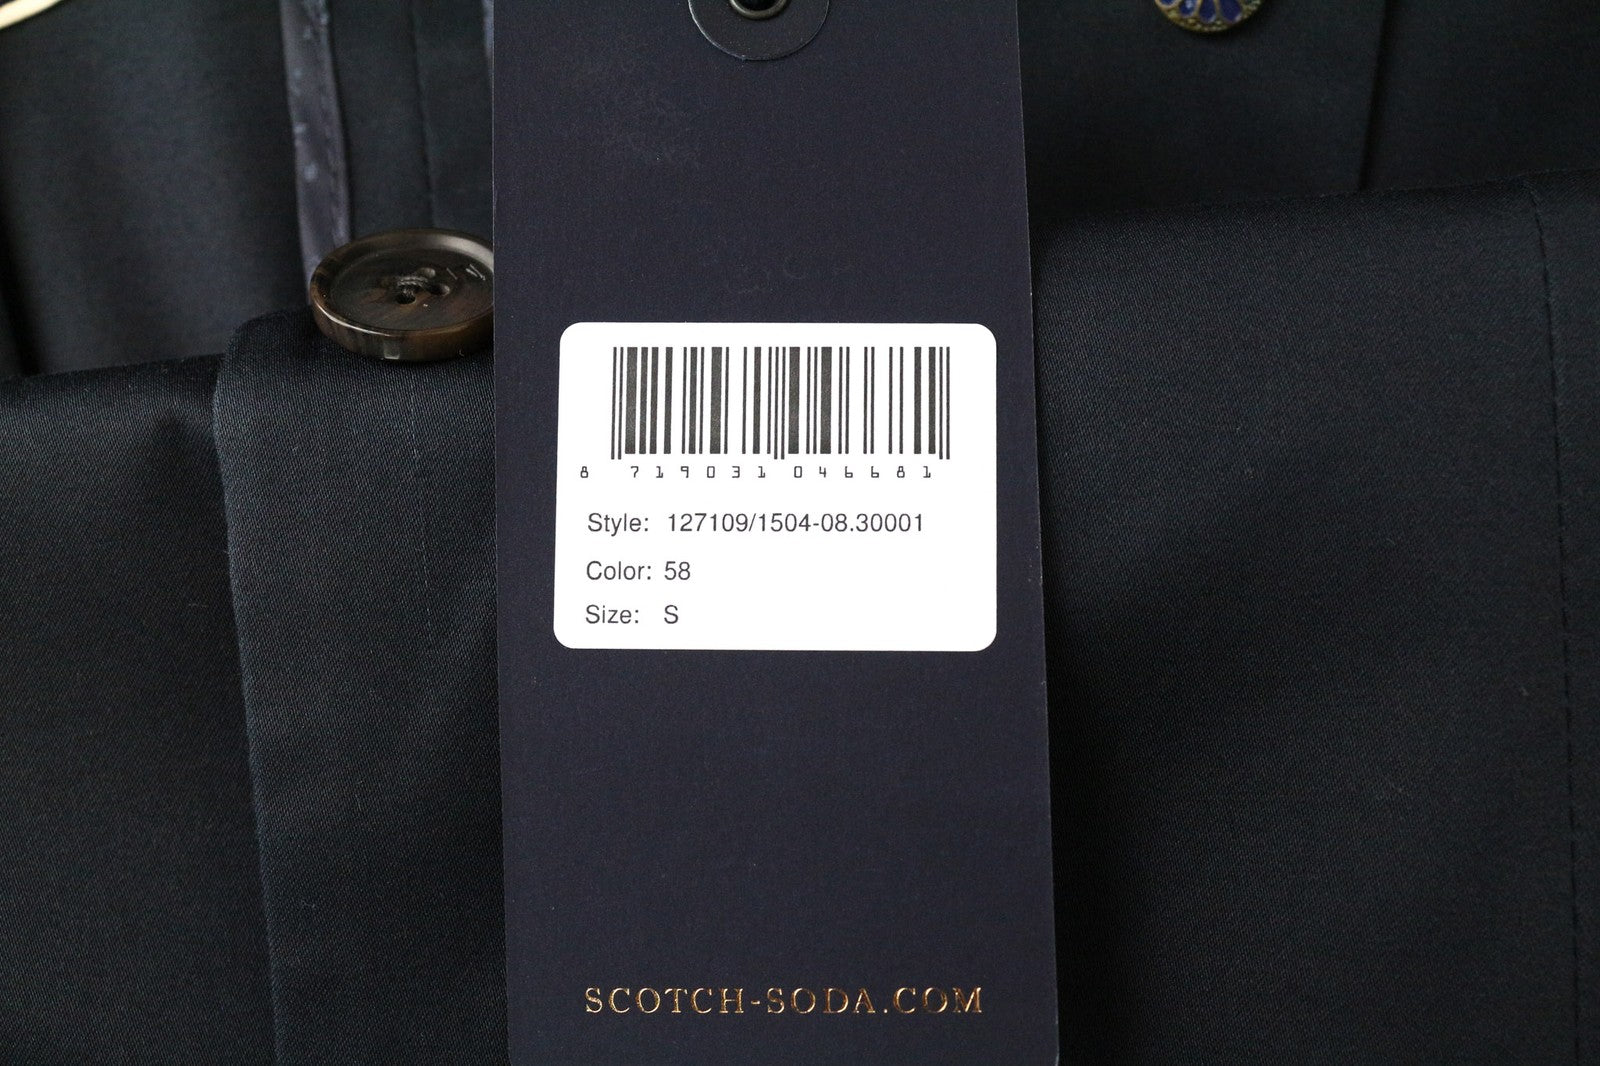 8 719031 046681
Style: 127109/1504-08.30001
Color: 58
Size: S
SCOTCH-SODA.COM